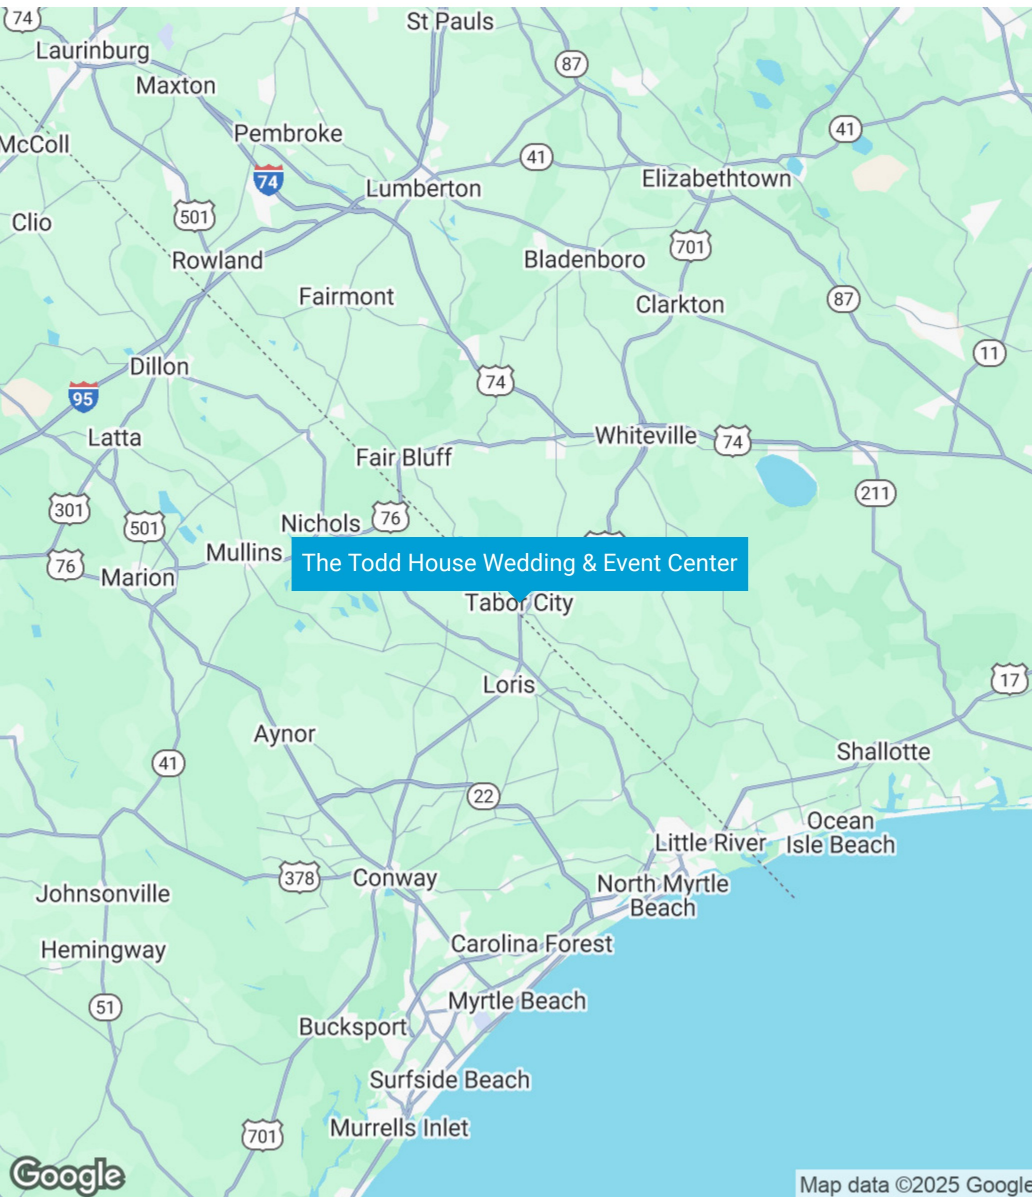 74
St Pauls
Laurinburg
87
Maxton
41
Pembroke
McColl
41
74
Lumberton
Elizabethtown
501
Clio
701
Rowland
Bladenboro
Fairmont
Clarkton
87
11
Dillon
74
95
Latta
Whiteville
74
Fair Bluff
211
301
501
Nichols
76
Mullins
76
Marion
The Todd House Wedding & Event Center
Tabor City
Loris
17
Aynor
Shallotte
41
22
Ocean
Isle Beach
Little River
378
Conway
North Myrtle
Beach
Johnsonville
Carolina Forest
Hemingway
Myrtle Beach
51
Bucksport
Surfside Beach
Murrells Inlet
701
Google
Map data ©2025 Google